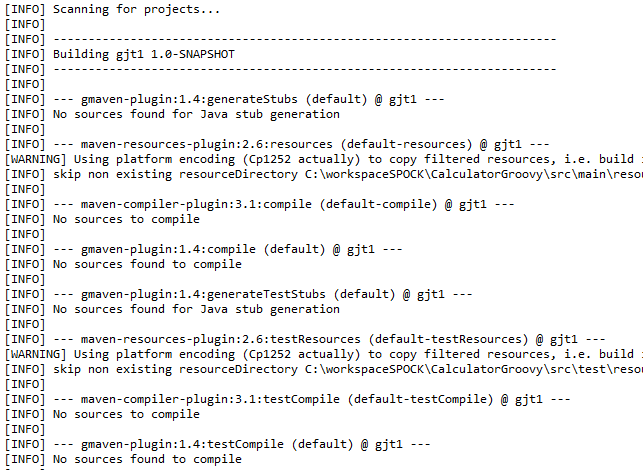 [INFO] Scanning for projects...
[INFO]
[INFO] ------------------------------------------------------------------------
[INFO] Building gjt1 1.0-SNAPSHOT
[INFO] ------------------------------------------------------------------------
[INFO]
[INFO] --- gmaven-plugin:1.4:generateStubs (default) @ gjt1 ---
[INFO] No sources found for Java stub generation
[INFO]
[INFO] --- maven-resources-plugin:2.6:resources (default-resources) @ gjt1 ---
[WARNING] Using platform encoding (Cp1252 actually) to copy filtered resources, i.e. build
[INFO] skip non existing resourceDirectory C:\workspaceSPOCK\CalculatorGroovy\src\main\resou
[INFO]
[INFO] --- maven-compiler-plugin:3.1:compile (default-compile) @ gjt1 ---
[INFO] No sources to compile
[INFO]
[INFO] --- gmaven-plugin:1.4:compile (default) @ gjt1 ---
[INFO] No sources found to compile
[INFO]
[INFO] --- gmaven-plugin:1.4:generateTestStubs (default) @ gjt1 ---
[INFO] No sources found for Java stub generation
[INFO]
[INFO] --- maven-resources-plugin:2.6:testResources (default-testResources) @ gjt1 ---
[WARNING] Using platform encoding (Cp1252 actually) to copy filtered resources, i.e. build
[INFO] skip non existing resourceDirectory C:\workspaceSPOCK\CalculatorGroovy\src\test\resou
[INFO]
[INFO] --- maven-compiler-plugin:3.1:testCompile (default-testCompile) @ gjt1 ---
[INFO] No sources to compile
[INFO]
[INFO] --- gmaven-plugin:1.4:testCompile (default) @ gjt1 ---
[INFO] No sources found to compile